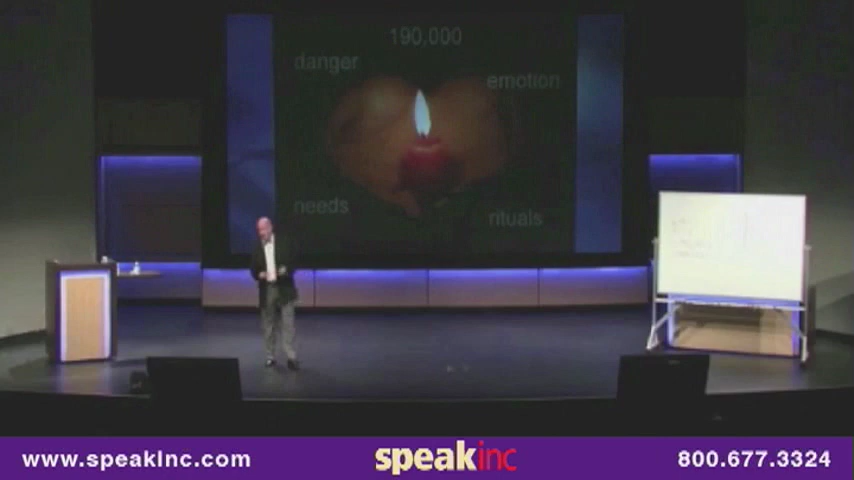 190,000
danger
emotion
needs
rituals
www.speakInc.com
speakinc
800.677.3324